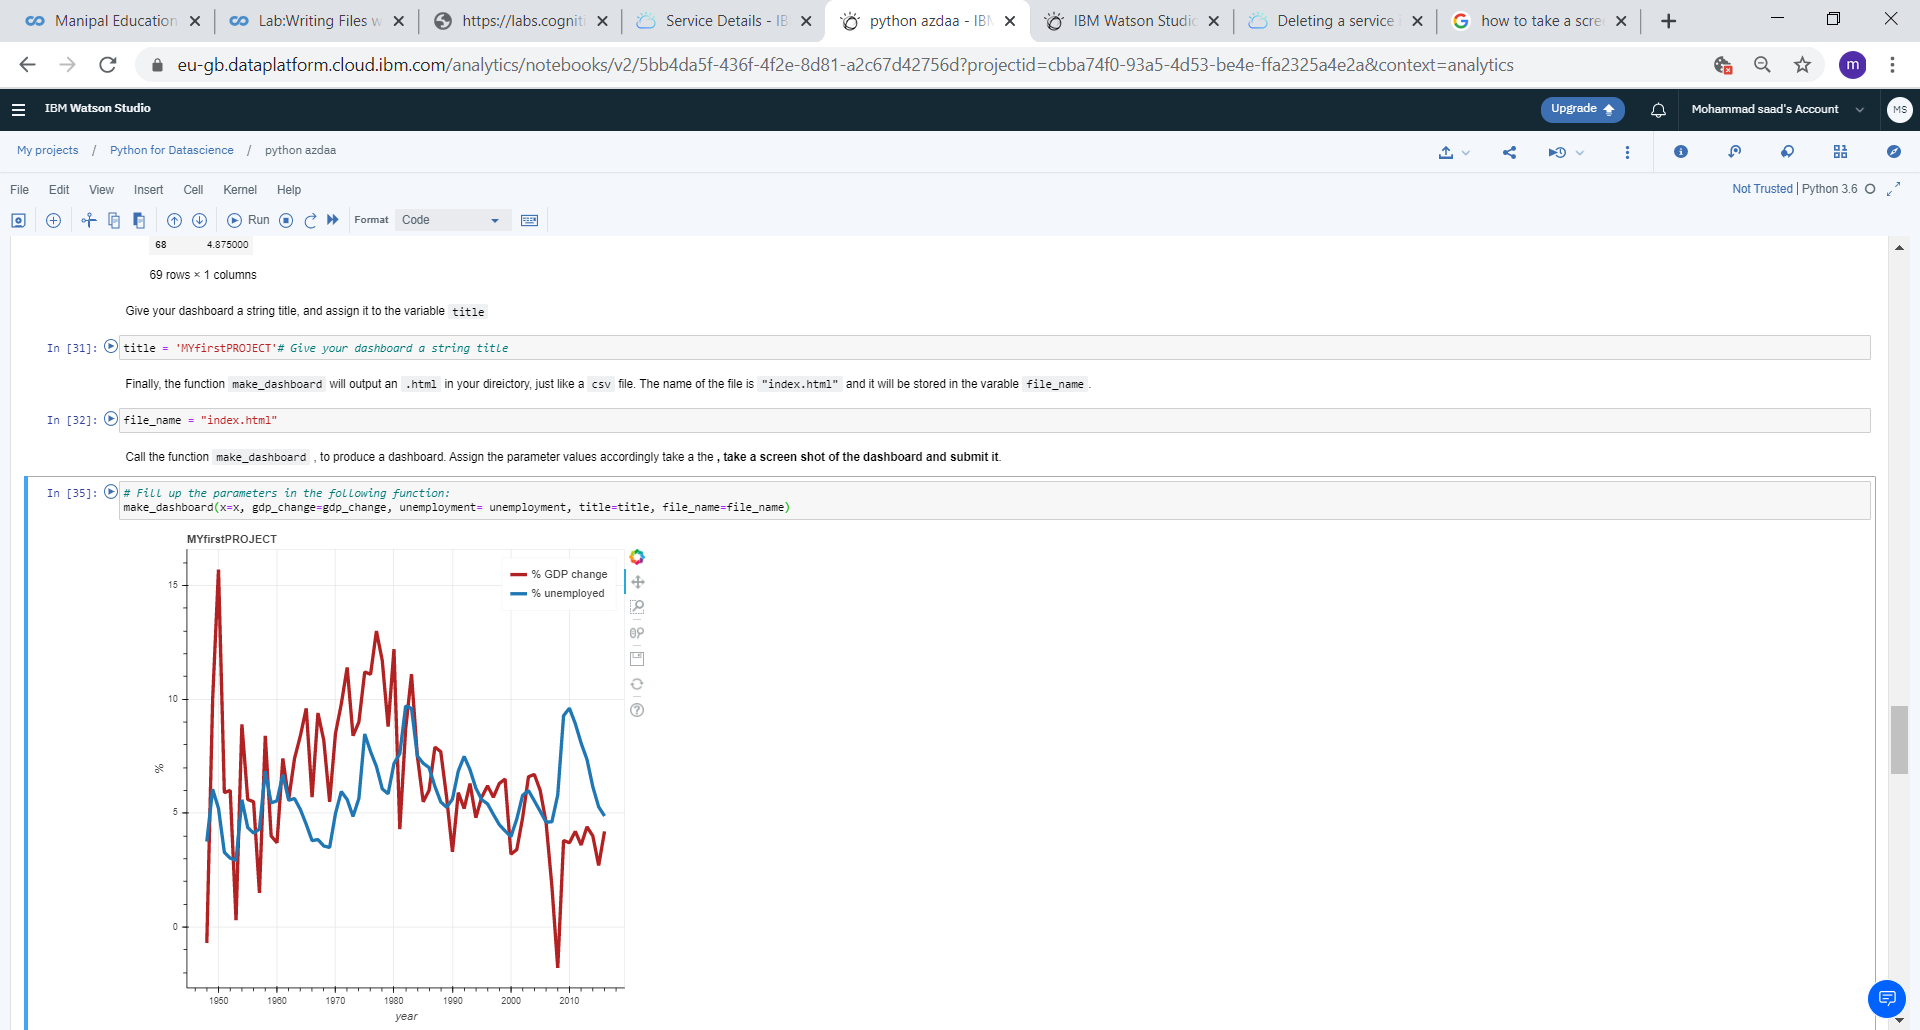 Manipal Education
Lab:Writing Files w
https://labs.cogniti
Service Details - IB
python azdaa - IBM
IBM Watson Studio
Deleting a service
how to take a scre
eu-gb.dataplatform.cloud.ibm.com/analytics/notebooks/v2/5bb4da5f-436f-4f2e-8d81-a2c67d42756d?projectid=cbba74f0-93a5-4d53-be4e-ffa2325a4e2a&context=analytics
m
IBM Watson Studio
Upgrade
Mohammad saad's Account
MS
My projects / Python for Datascience / python azdaa
File Edit View Insert Cell Kernel Help
Not Trusted | Python 3.6
Run
Format
Code
68 4.875000
69 rows × 1 columns
Give your dashboard a string title, and assign it to the variable title
In [31]: title = 'MYfirstPROJECT'# Give your dashboard a string title
Finally, the function make_dashboard will output an .html in your direictory, just like a csv file. The name of the file is "index.html" and it will be stored in the varable file_name .
In [32]: file_name = "index.html"
Call the function make_dashboard , to produce a dashboard. Assign the parameter values accordingly take a the , take a screen shot of the dashboard and submit it.
In [35]: # Fill up the parameters in the following function:
make_dashboard(x=x, gdp_change=gdp_change, unemployment= unemployment, title=title, file_name=file_name)
MYfirstPROJECT
% GDP change
% unemployed
15
10
5
0
%
1950 1960 1970 1980 1990 2000 2010
year